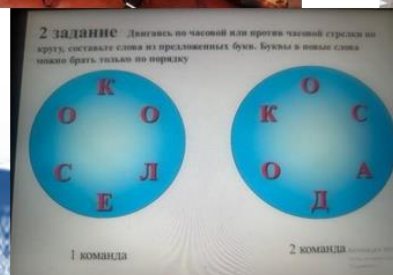 2 задание Двигаясь по часовой или против часовой стрелки по
кругу, составьте слова из предложенных букв. Буквы в новые слова
можно брать только по порядку
К О
О О К С
С Л О А
Е Д
1 команда 2 команда